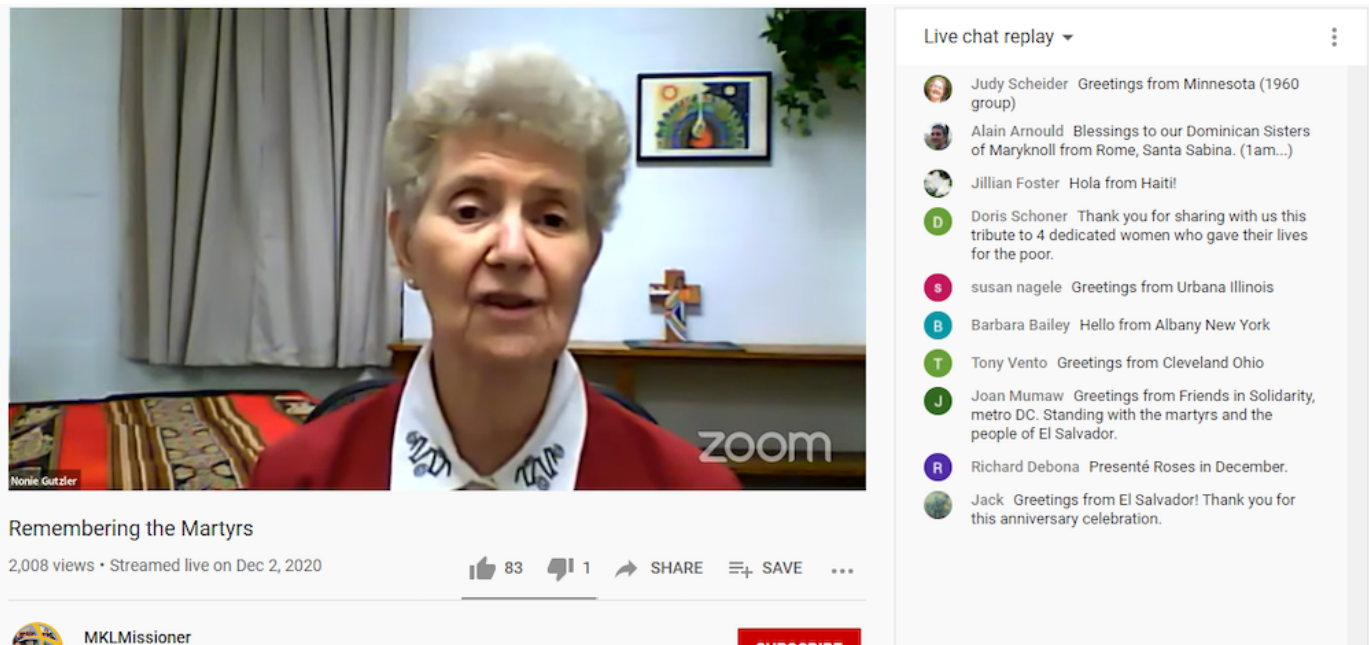 zoom
Nonie Gutzler
Remembering the Martyrs
2,008 views • Streamed live on Dec 2, 2020
83
1
SHARE
SAVE
MKLMissioner
SUBSCRIBE
Live chat replay
Judy Scheider Greetings from Minnesota (1960
group)
Alain Arnould Blessings to our Dominican Sisters
of Maryknoll from Rome, Santa Sabina. (1am...)
Jillian Foster Hola from Haiti!
D
Doris Schoner Thank you for sharing with us this
tribute to 4 dedicated women who gave their lives
for the poor.
s
susan nagele Greetings from Urbana Illinois
B
Barbara Bailey Hello from Albany New York
T
Tony Vento Greetings from Cleveland Ohio
J
Joan Mumaw Greetings from Friends in Solidarity,
metro DC. Standing with the martyrs and the
people of El Salvador.
R
Richard Debona Presenté Roses in December.
Jack Greetings from El Salvador! Thank you for
this anniversary celebration.